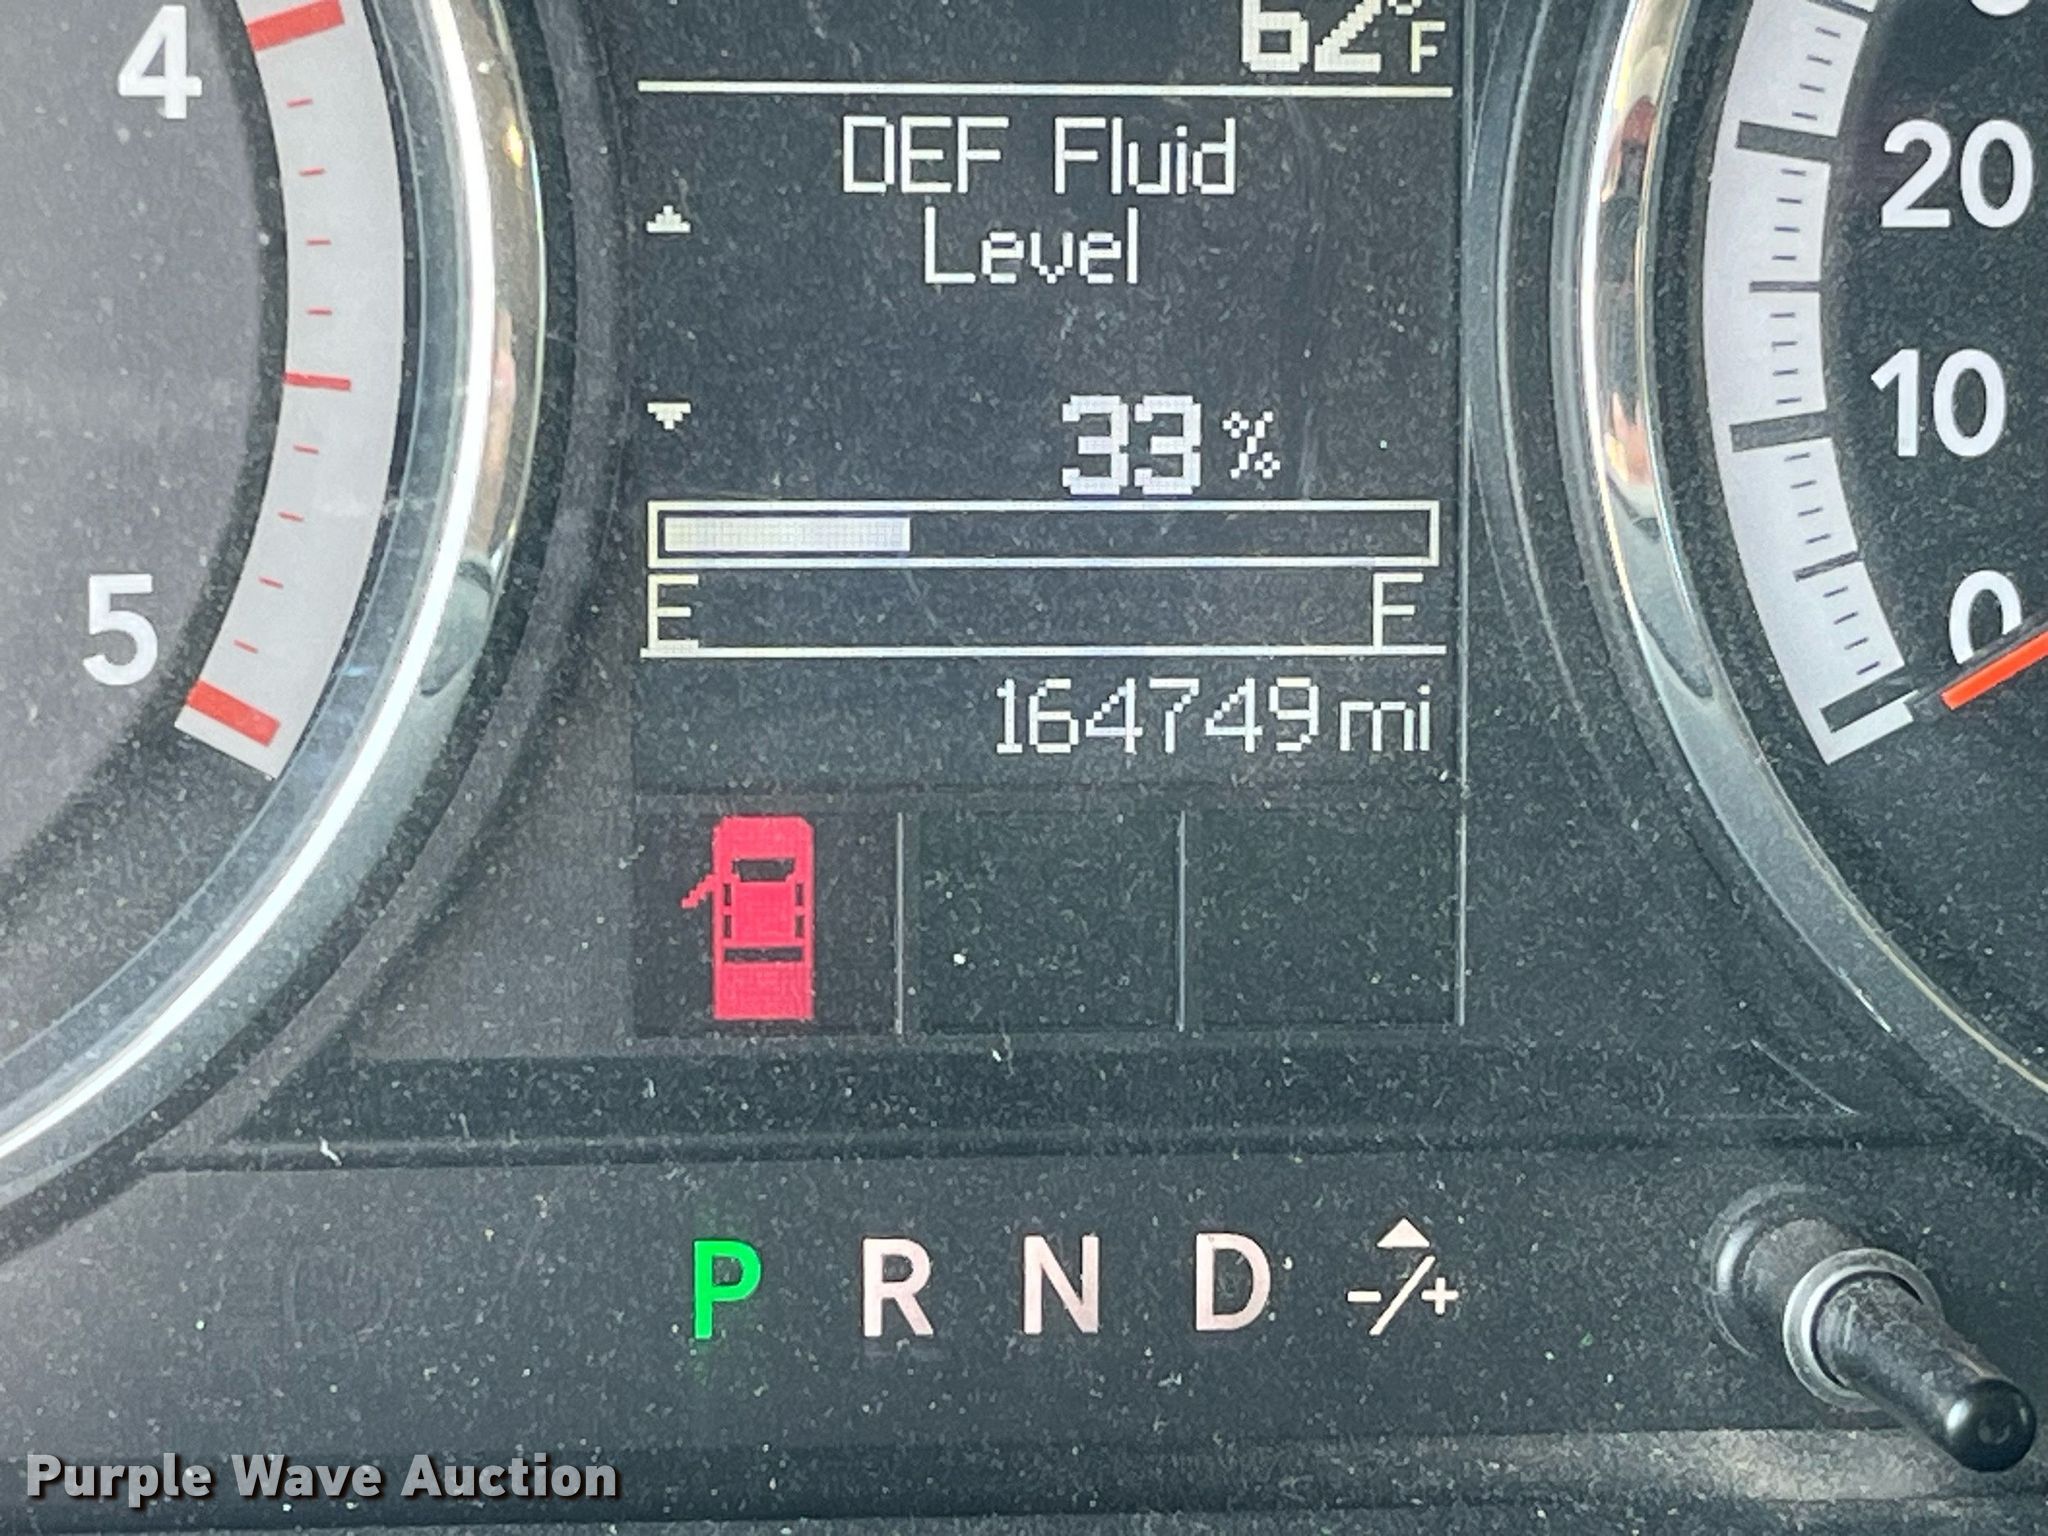 62°F
DEF Fluid
Level
33%
E F
164749 mi
4
5
20
10
0
P R N D -/+
Purple Wave Auction